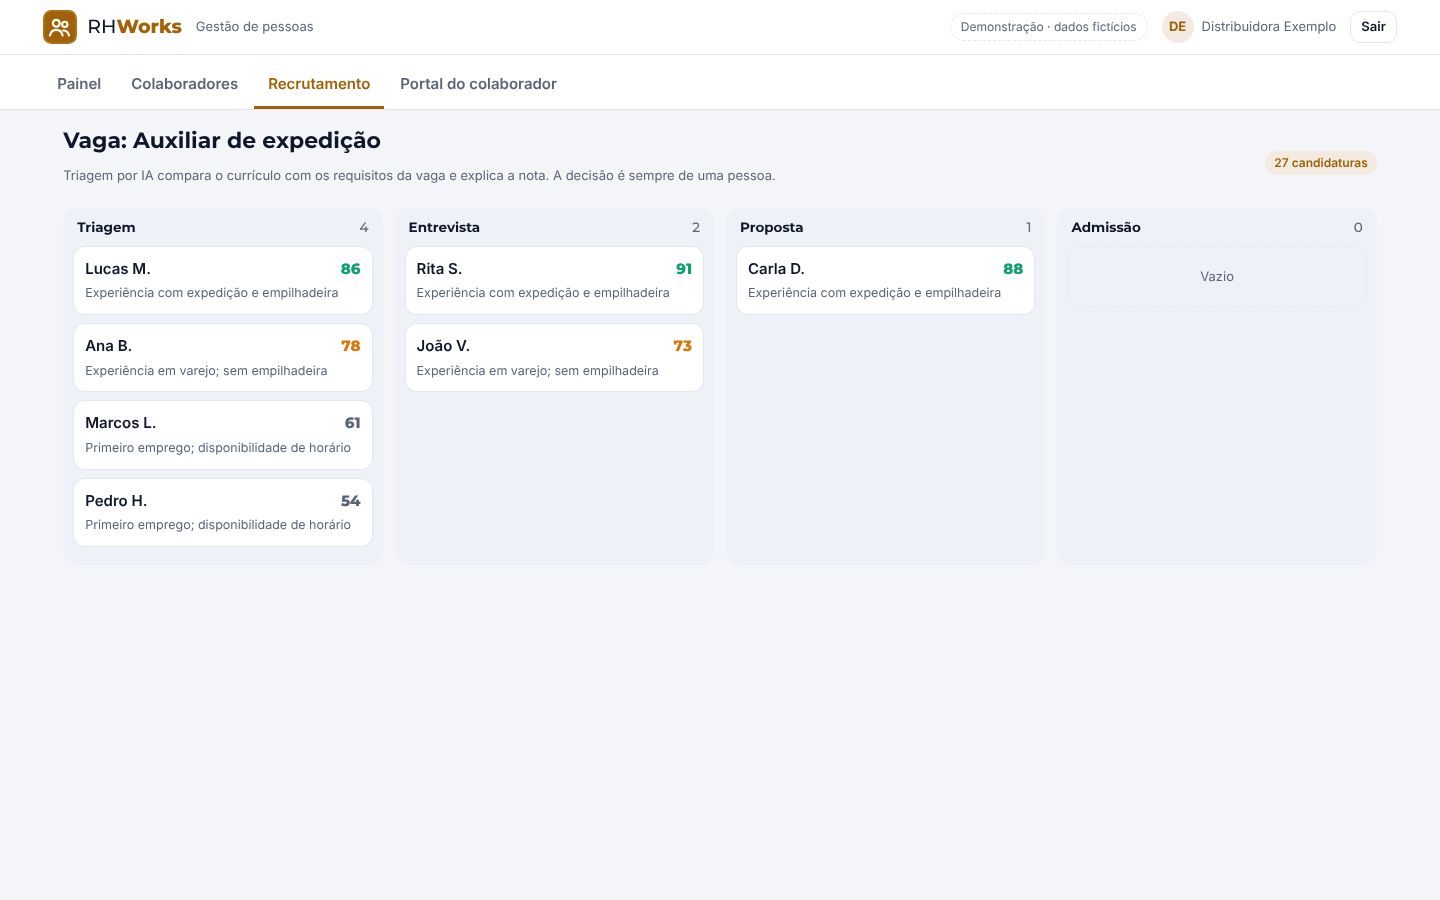 RHWorks
Gestão de pessoas
Demonstração · dados fictícios
DE
Distribuidora Exemplo
Sair
Painel
Colaboradores
Recrutamento
Portal do colaborador
Vaga: Auxiliar de expedição
Triagem por IA compara o currículo com os requisitos da vaga e explica a nota. A decisão é sempre de uma pessoa.
27 candidaturas
Triagem 4
Lucas M. 86
Experiência com expedição e empilhadeira
Ana B. 78
Experiência em varejo; sem empilhadeira
Marcos L. 61
Primeiro emprego; disponibilidade de horário
Pedro H. 54
Primeiro emprego; disponibilidade de horário
Entrevista 2
Rita S. 91
Experiência com expedição e empilhadeira
João V. 73
Experiência em varejo; sem empilhadeira
Proposta 1
Carla D. 88
Experiência com expedição e empilhadeira
Admissão 0
Vazio